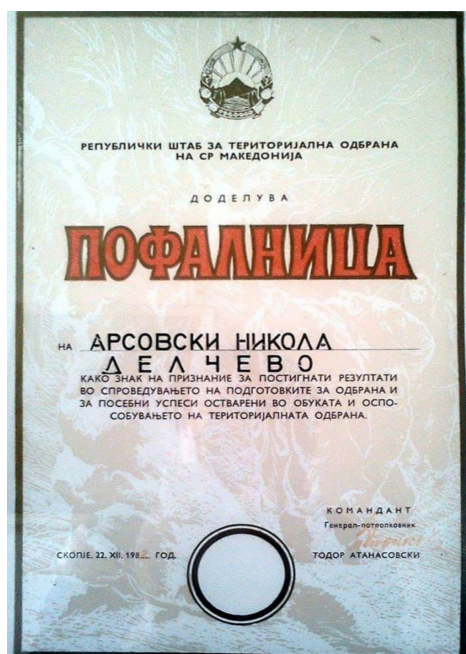 РЕПУБЛИЧКИ ШТАБ ЗА ТЕРИТОРИЈАЛНА ОДБРАНА
НА СР МАКЕДОНИЈА
ДОДЕЛУВА
ПОФАЛНИЦА
НА АРСОВСКИ НИКОЛА
ДЕЛЧЕВО
КАКО ЗНАК НА ПРИЗНАНИЕ ЗА ПОСТИГНАТИ РЕЗУЛТАТИ
ВО СПРОВЕДУВАЊЕТО НА ПОДГОТОВКИТЕ ЗА ОДБРАНА И
ЗА ПОСЕБНИ УСПЕСИ ОСТВАРЕНИ ВО ОБУКАТА И ОСПО-
СОБУВАЊЕТО НА ТЕРИТОРИЈАЛНАТА ОДБРАНА.
КОМАНДАНТ
Генерал-потполковник
СКОПЈЕ, 22. XII. ГОД. ТОДОР АТАНАСОВСКИ